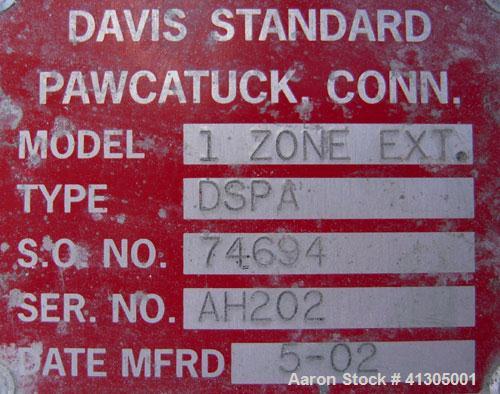 DAVIS STANDARD
PAWCATUCK, CONN.
MODEL 1 ZONE EXT.
TYPE DSPA
S.O. NO. 74694
SER. NO. AH202
DATE MFRD 5-02
Aaron Stock # 41305001